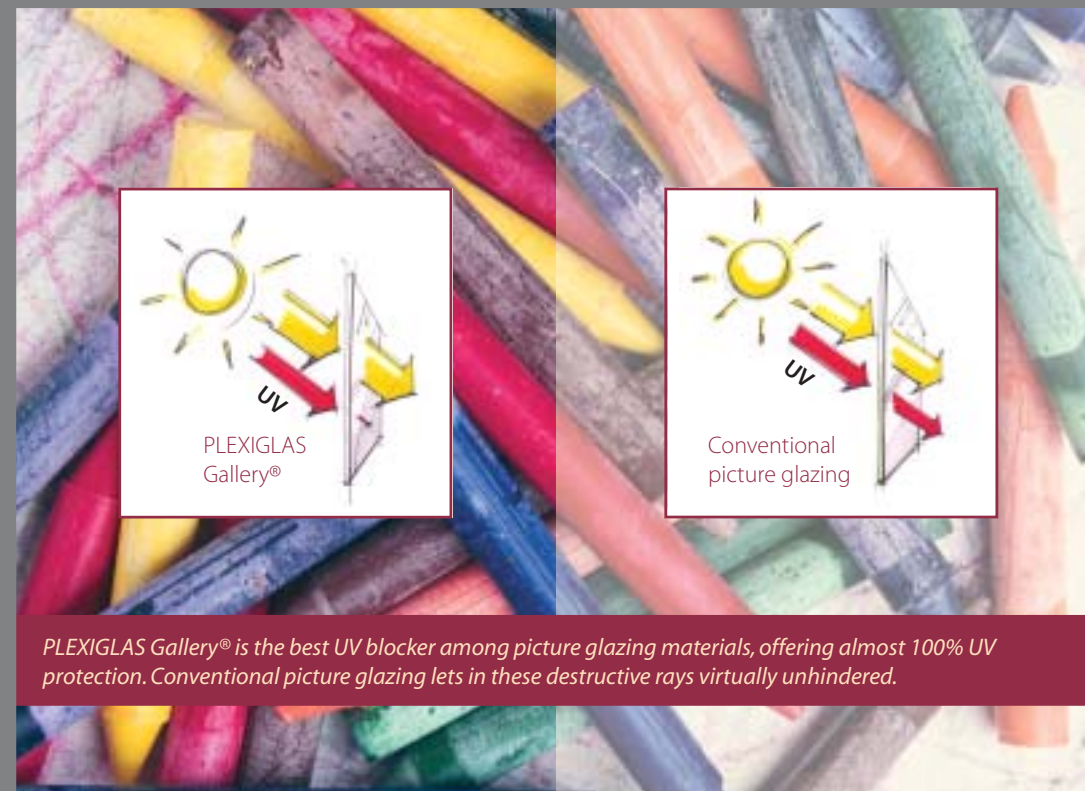 UV
PLEXIGLAS
Gallery®
UV
Conventional
picture glazing
PLEXIGLAS Gallery® is the best UV blocker among picture glazing materials, offering almost 100% UV
protection. Conventional picture glazing lets in these destructive rays virtually unhindered.